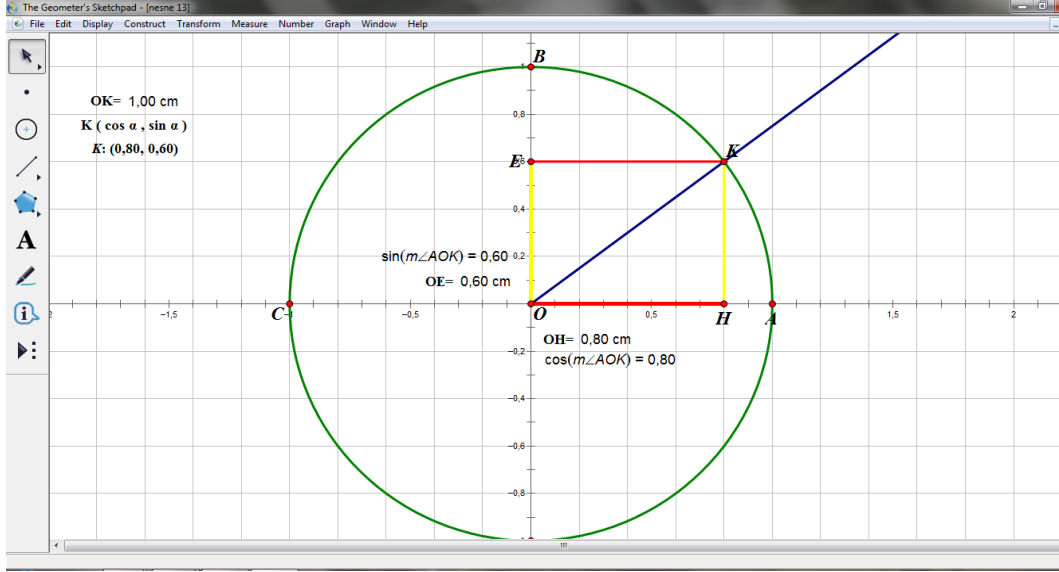 The Geometer's Sketchpad - [nesne 13]
File Edit Display Construct Transform Measure Number Graph Window Help
A
i
OK= 1,00 cm
K ( cos α , sin α )
K: (0,80, 0,60)
B
1
0,8
E
0,6
K
0,4
sin(m∠AOK) = 0,60
0,2
OE= 0,60 cm
C
O
H
A
−1,5
−0,5
0,5
1,5
2
OH= 0,80 cm
cos(m∠AOK) = 0,80
−0,2
−0,4
−0,6
−0,8